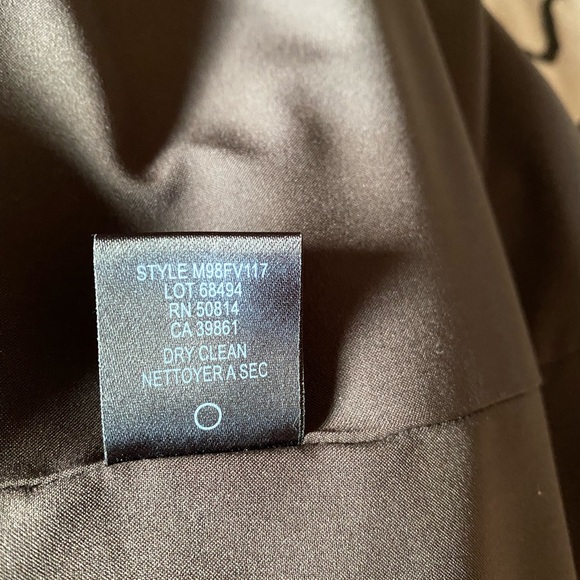 STYLE M98FV117
LOT 68494
RN 50814
CA 39861
DRY CLEAN
NETTOYER A SEC